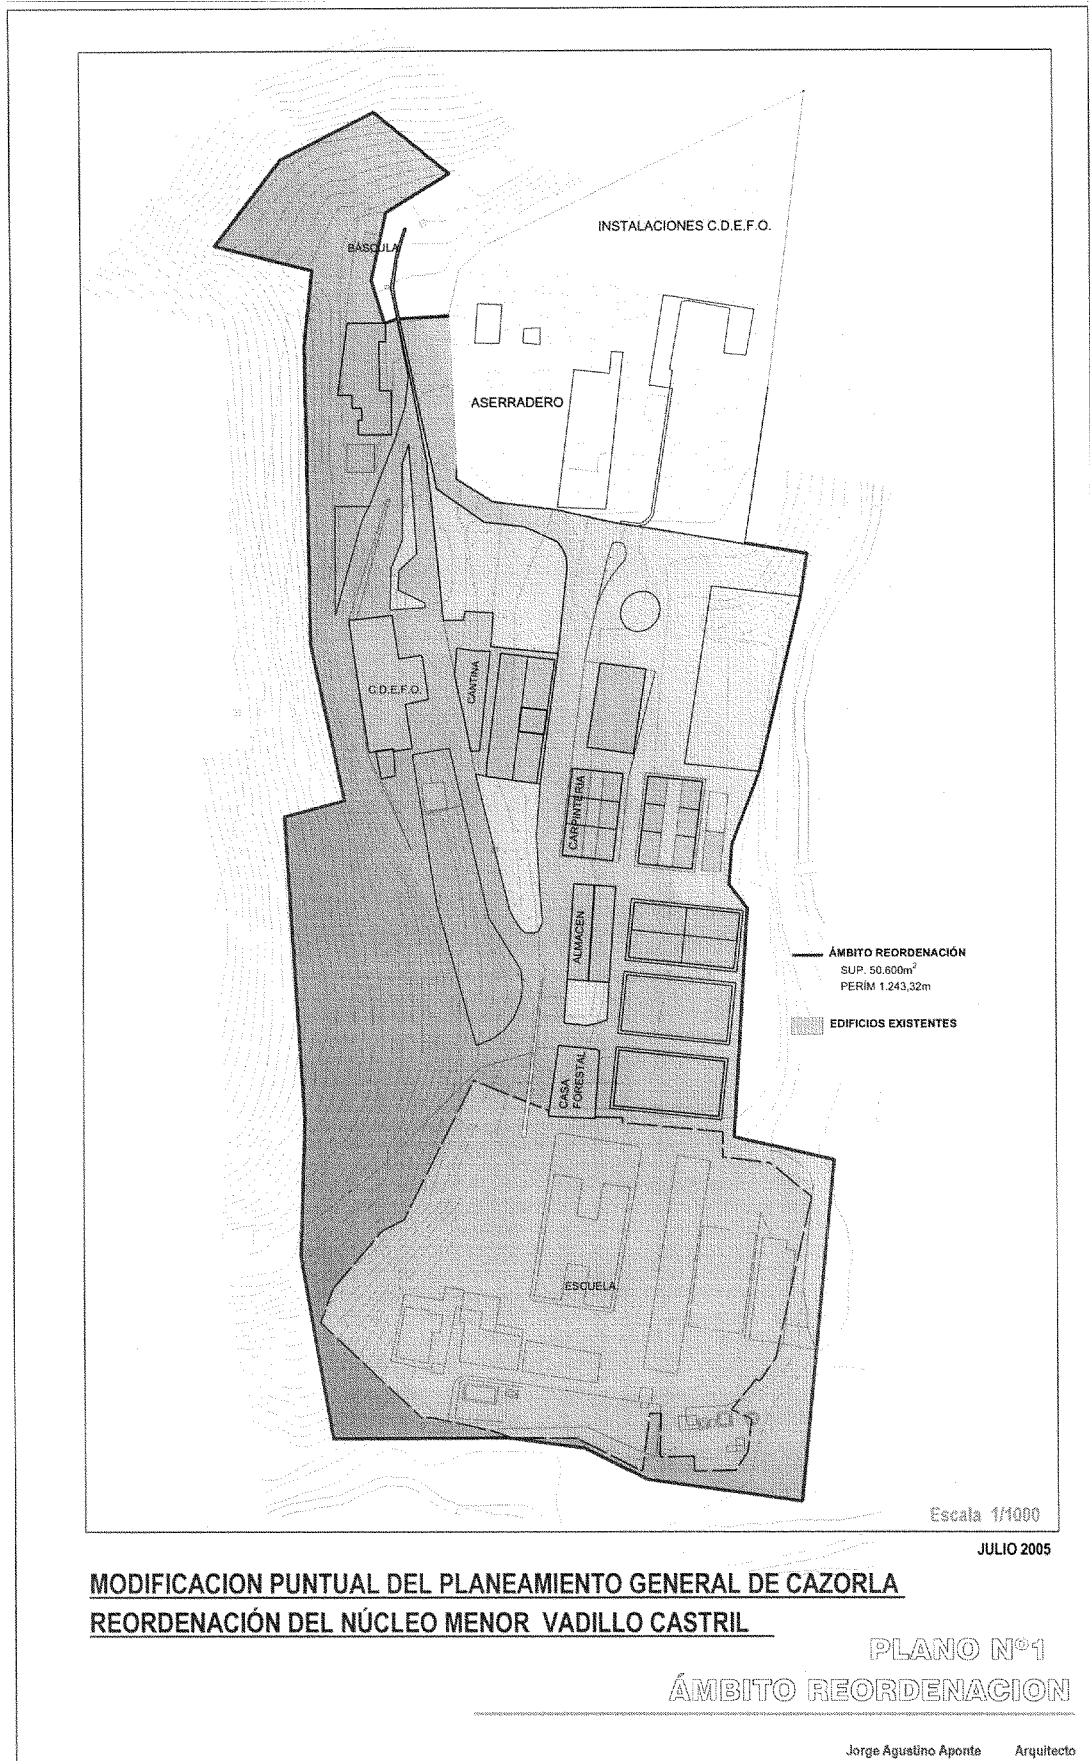 INSTALACIONES C.D.E.F.O.
BÁSCULA
ASERRADERO
C.D.E.F.O.
CANTINA
CARPINTERIA
ALMACEN
ÁMBITO REORDENACIÓN
SUP. 50.600m²
PERÍM 1.243,32m
EDIFICIOS EXISTENTES
CASA
FORESTAL
ESCUELA
Escala 1/1000
JULIO 2005
MODIFICACION PUNTUAL DEL PLANEAMIENTO GENERAL DE CAZORLA
REORDENACIÓN DEL NÚCLEO MENOR VADILLO CASTRIL
PLANO Nº1
ÁMBITO REORDENACION
Jorge Agustino Aponte Arquitecto